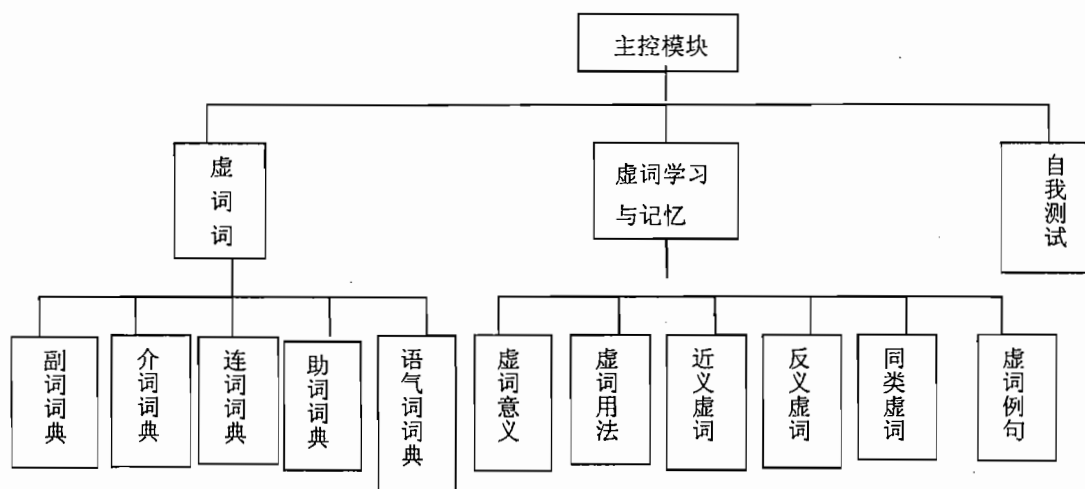 主控模块
虚词词
虚词学习
与记忆
自我测试
副词词典
介词词典
连词词典
助词词典
语气词词典
虚词意义
虚词用法
近义虚词
反义虚词
同类虚词
虚词例句